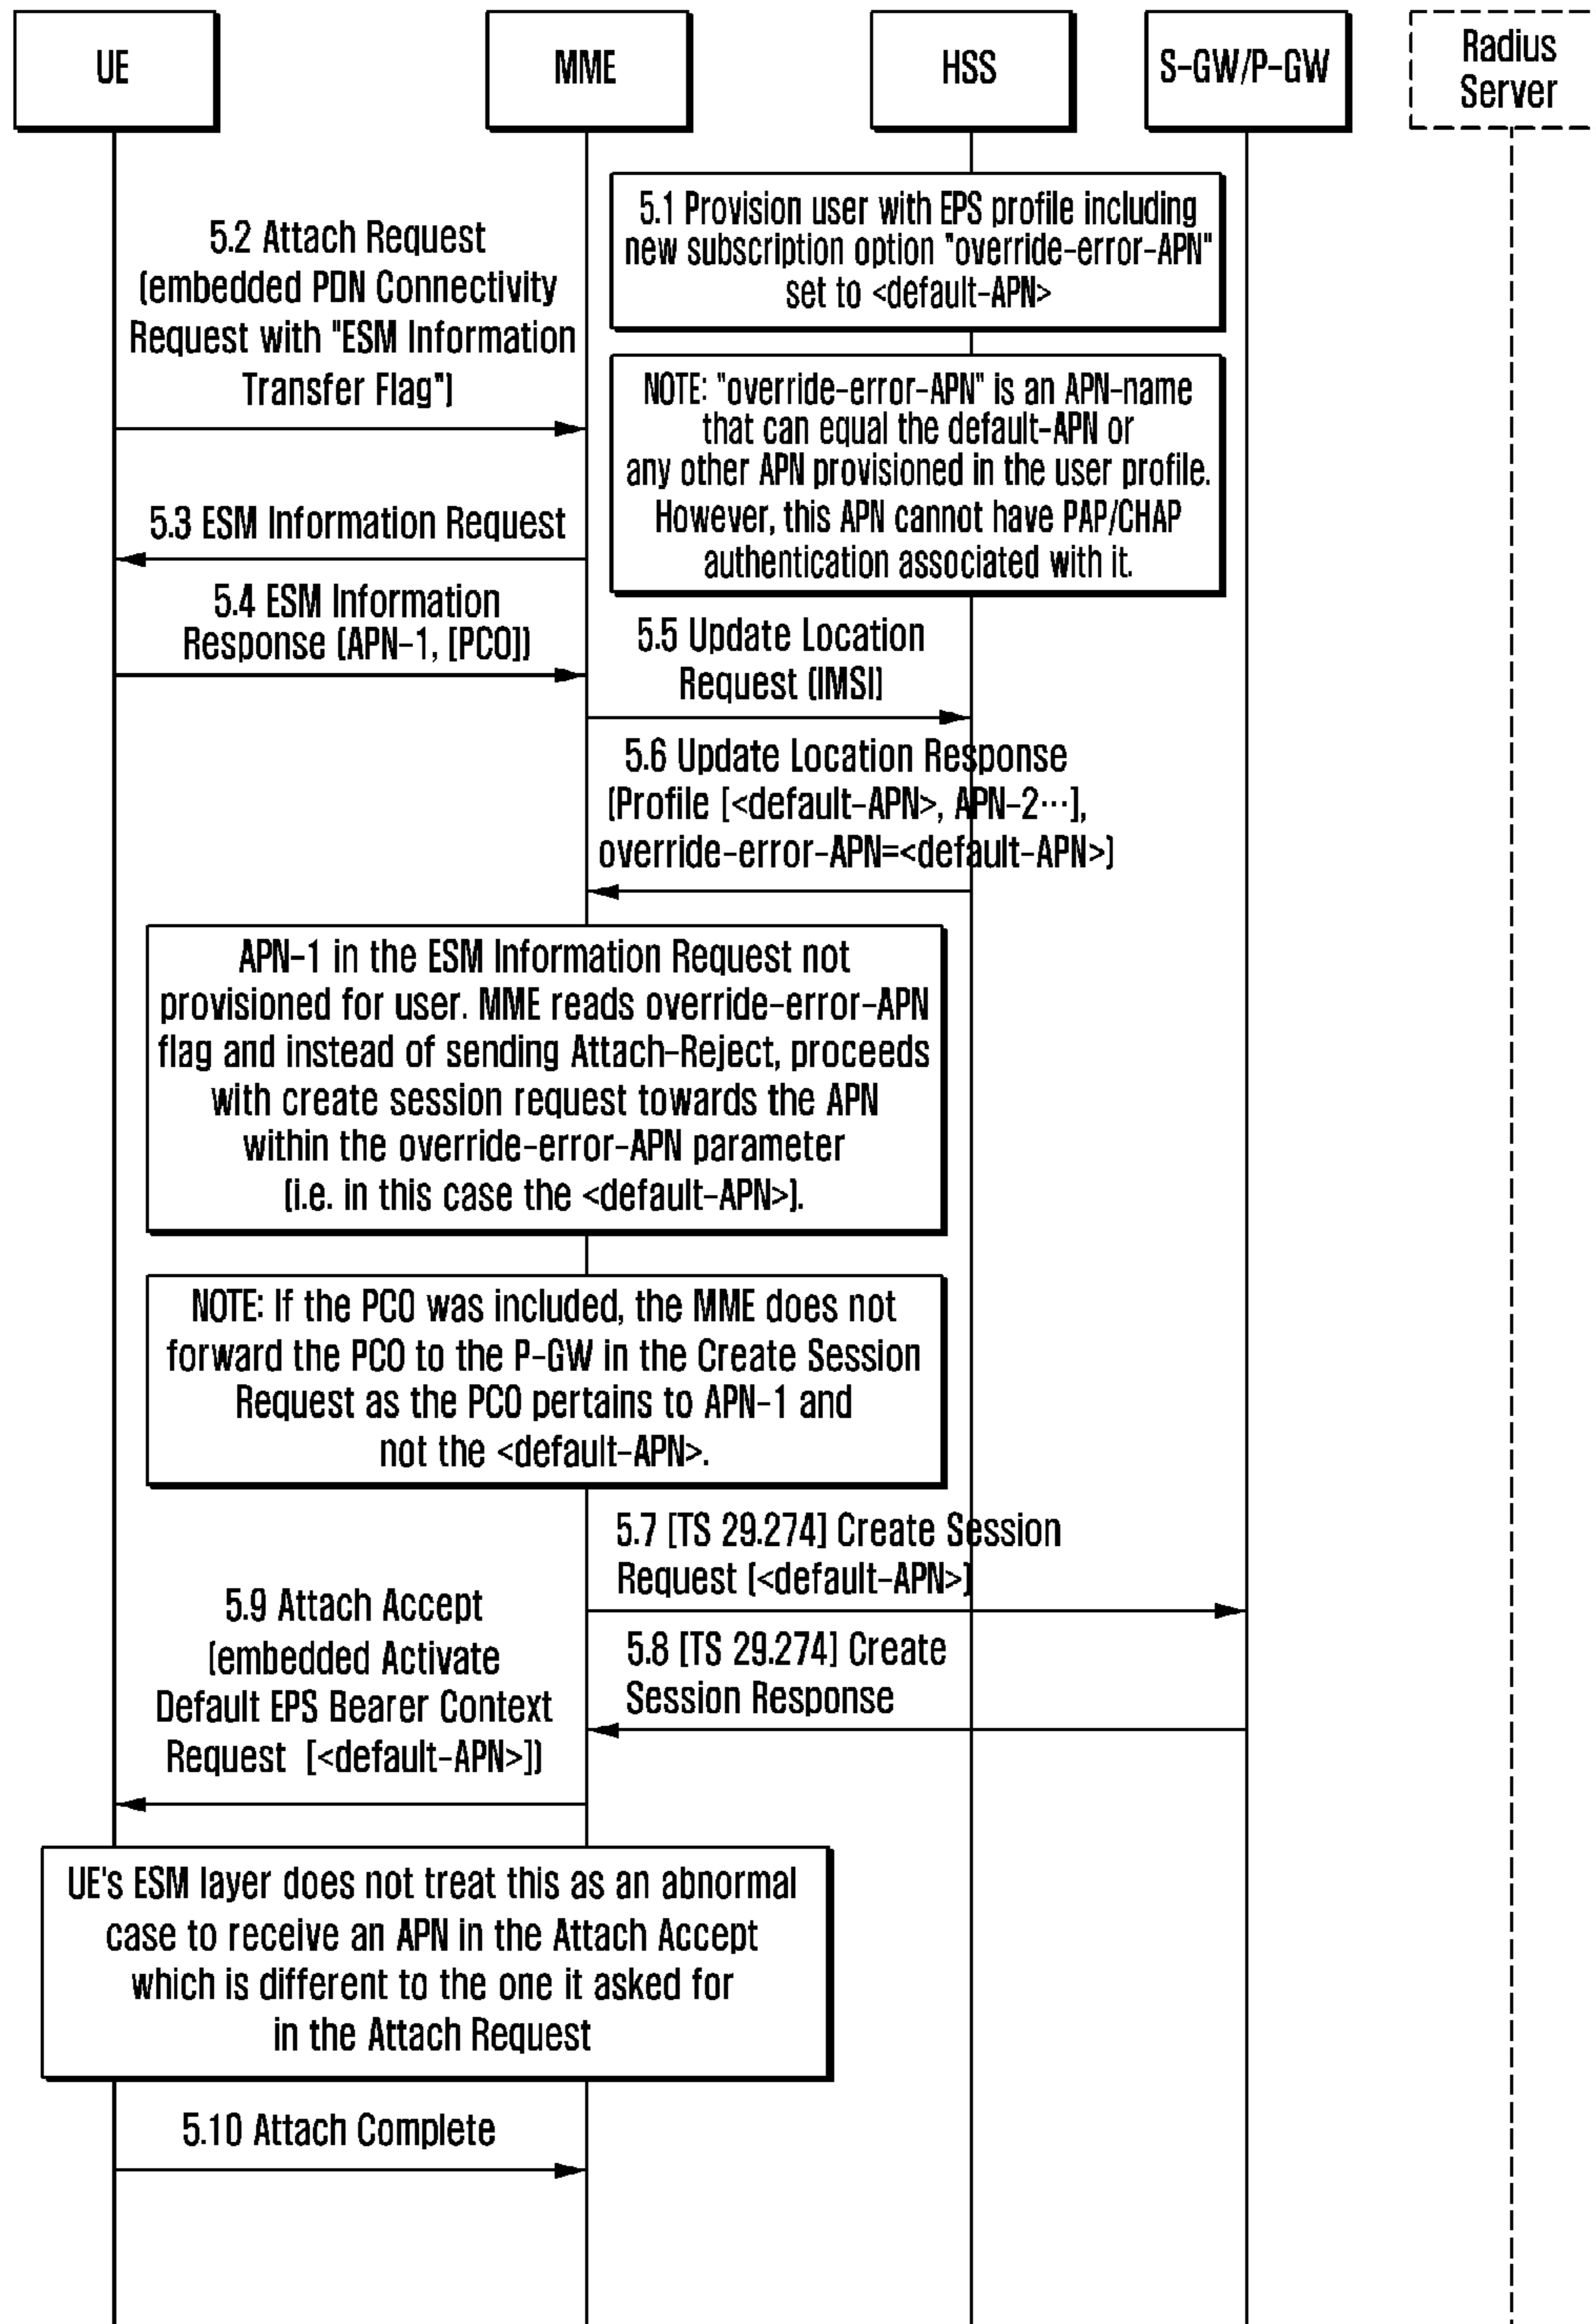 UE
MME
HSS
S-GW/P-GW
Radius
Server
5.1 Provision user with EPS profile including
new subscription option "override-error-APN"
set to <default-APN>
5.2 Attach Request
(embedded PDN Connectivity
Request with "ESM Information
Transfer Flag")
NOTE: "override-error-APN" is an APN-name
that can equal the default-APN or
any other APN provisioned in the user profile.
However, this APN cannot have PAP/CHAP
authentication associated with it.
5.3 ESM Information Request
5.4 ESM Information
Response (APN-1, [PCO])
5.5 Update Location
Request (IMSI)
5.6 Update Location Response
(Profile [<default-APN>, APN-2···],
override-error-APN=<default-APN>)
APN-1 in the ESM Information Request not
provisioned for user. MME reads override-error-APN
flag and instead of sending Attach-Reject, proceeds
with create session request towards the APN
within the override-error-APN parameter
(i.e. in this case the <default-APN>).
NOTE: If the PCO was included, the MME does not
forward the PCO to the P-GW in the Create Session
Request as the PCO pertains to APN-1 and
not the <default-APN>.
5.7 [TS 29.274] Create Session
Request (<default-APN>)
5.8 [TS 29.274] Create
Session Response
5.9 Attach Accept
(embedded Activate
Default EPS Bearer Context
Request [<default-APN>])
UE's ESM layer does not treat this as an abnormal
case to receive an APN in the Attach Accept
which is different to the one it asked for
in the Attach Request
5.10 Attach Complete